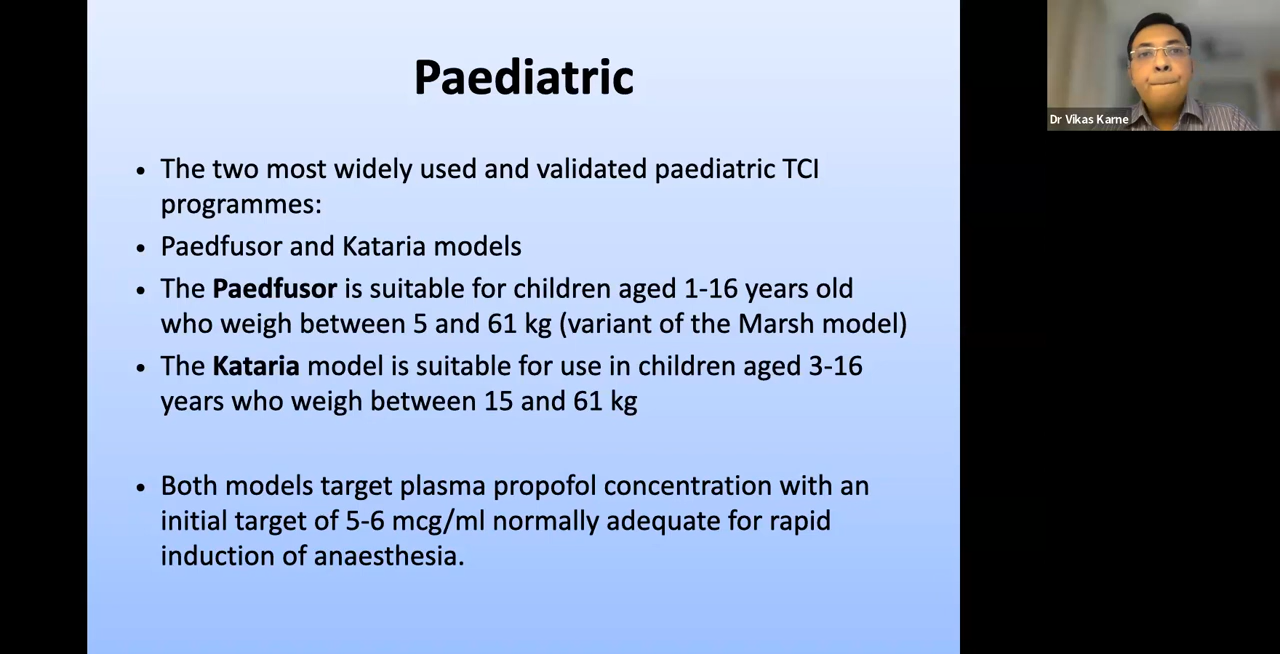 Paediatric
• The two most widely used and validated paediatric TCI
programmes:
• Paedfusor and Kataria models
• The Paedfusor is suitable for children aged 1-16 years old
who weigh between 5 and 61 kg (variant of the Marsh model)
• The Kataria model is suitable for use in children aged 3-16
years who weigh between 15 and 61 kg
• Both models target plasma propofol concentration with an
initial target of 5-6 mcg/ml normally adequate for rapid
induction of anaesthesia.
Dr Vikas Karne